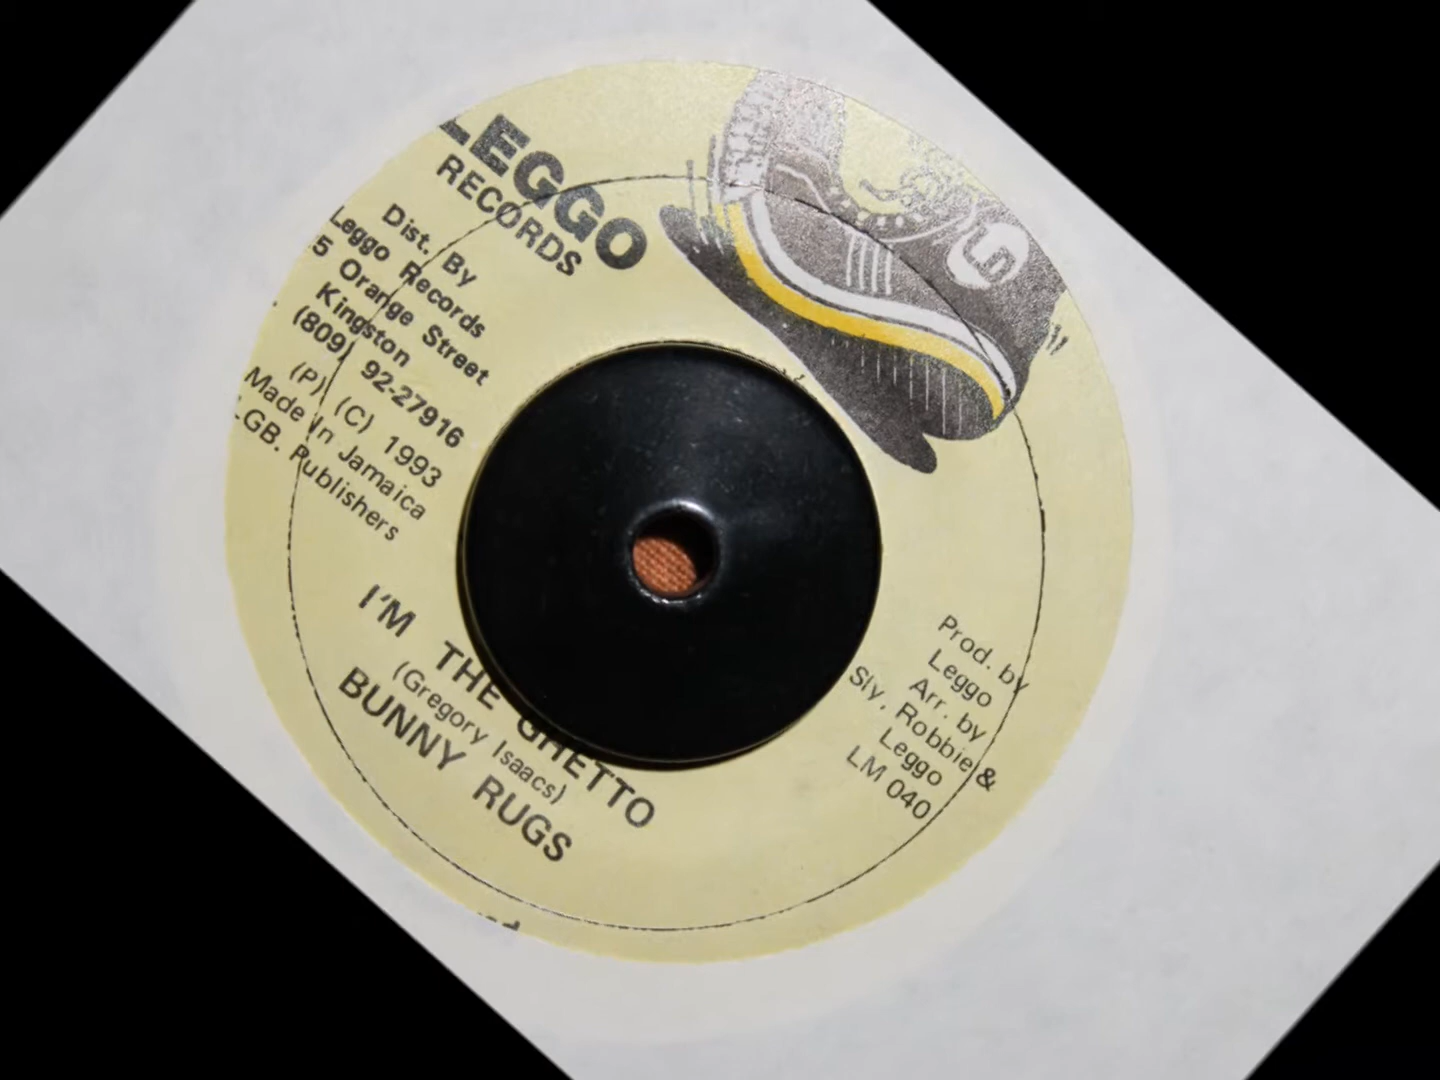 LEGGO
RECORDS
Dist. By
Leggo Records
5 Orange Street
Kingston
(809) 92-27916
(P) (C) 1993
Made In Jamaica
GB. Publishers
I'M THE GHETTO
(Gregory Isaacs)
BUNNY RUGS
Prod. by
Leggo
Arr. by
Sly, Robbie &
Leggo
LM 040